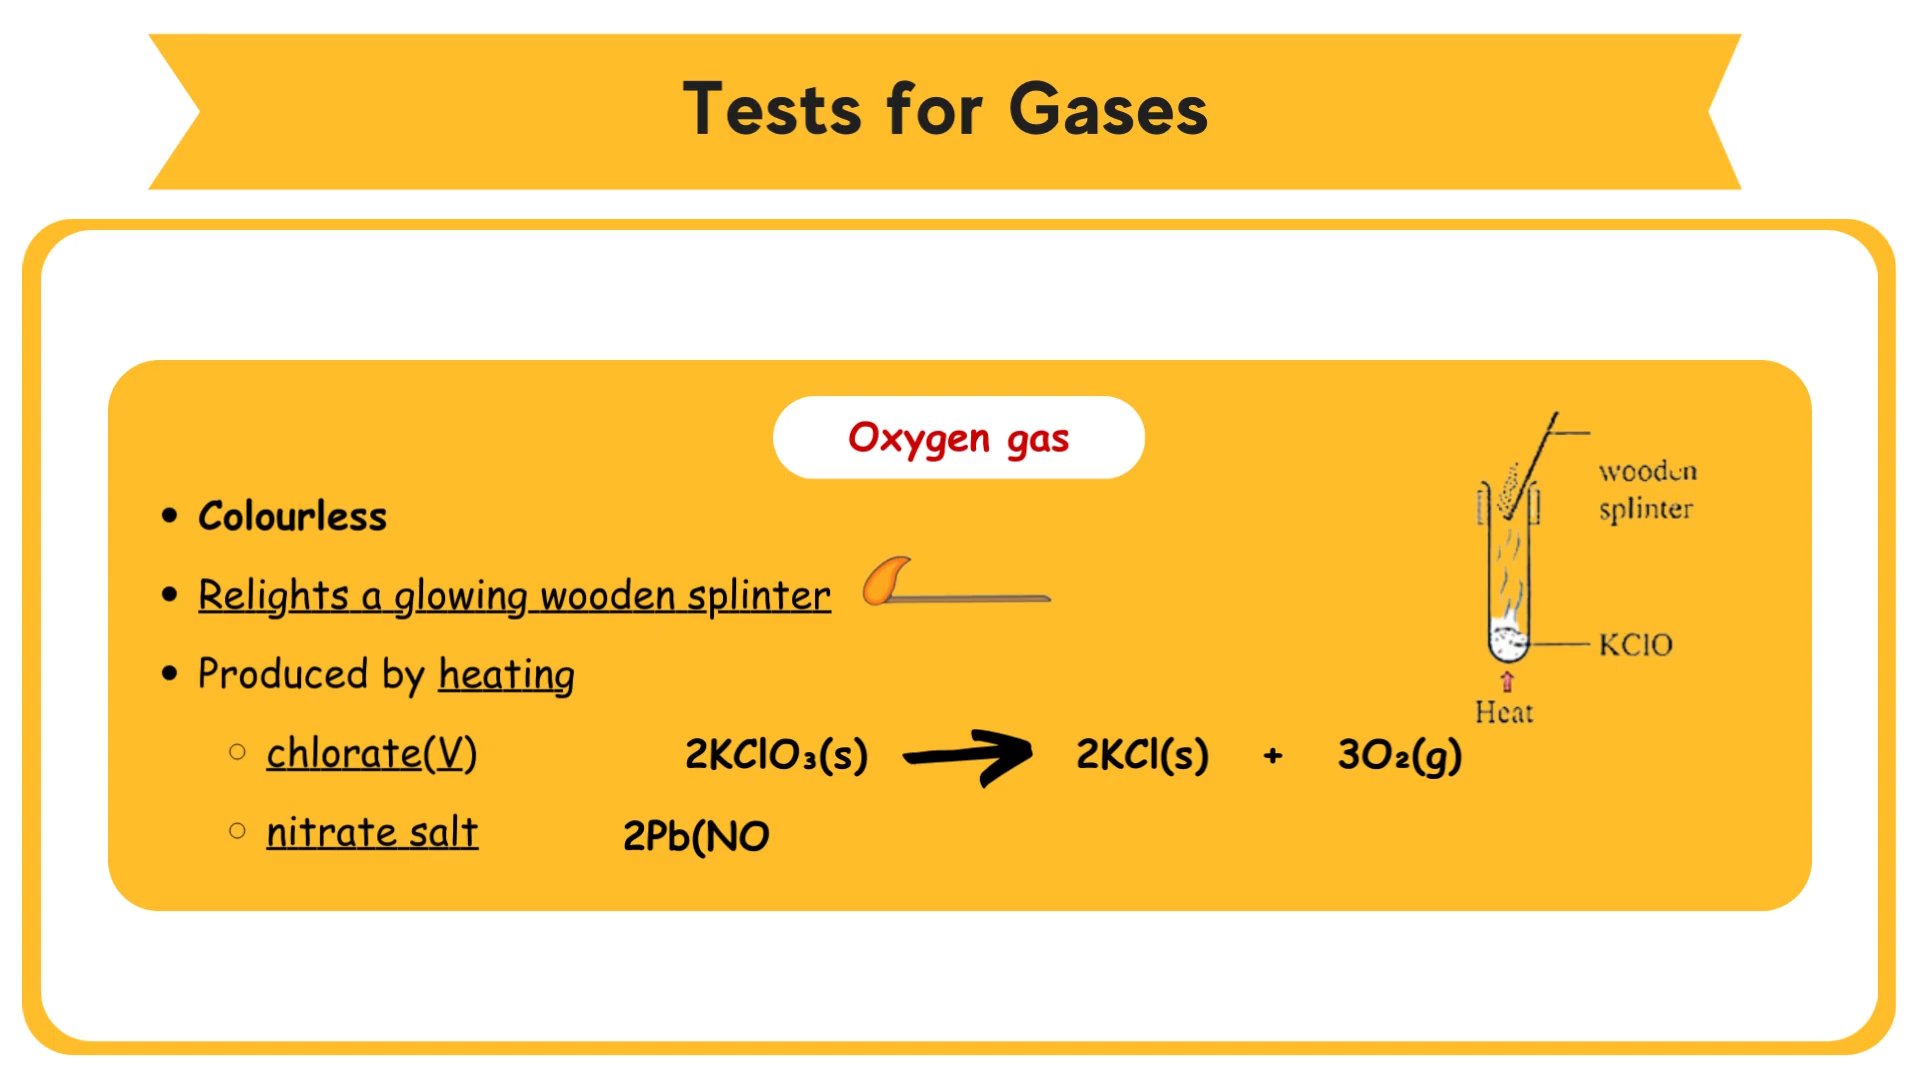 Tests for Gases
Oxygen gas
• Colourless
• Relights a glowing wooden splinter
• Produced by heating
○ chlorate(V)
2KClO₃(s) → 2KCl(s) + 3O₂(g)
○ nitrate salt
2Pb(NO
wooden
splinter
KClO
Heat